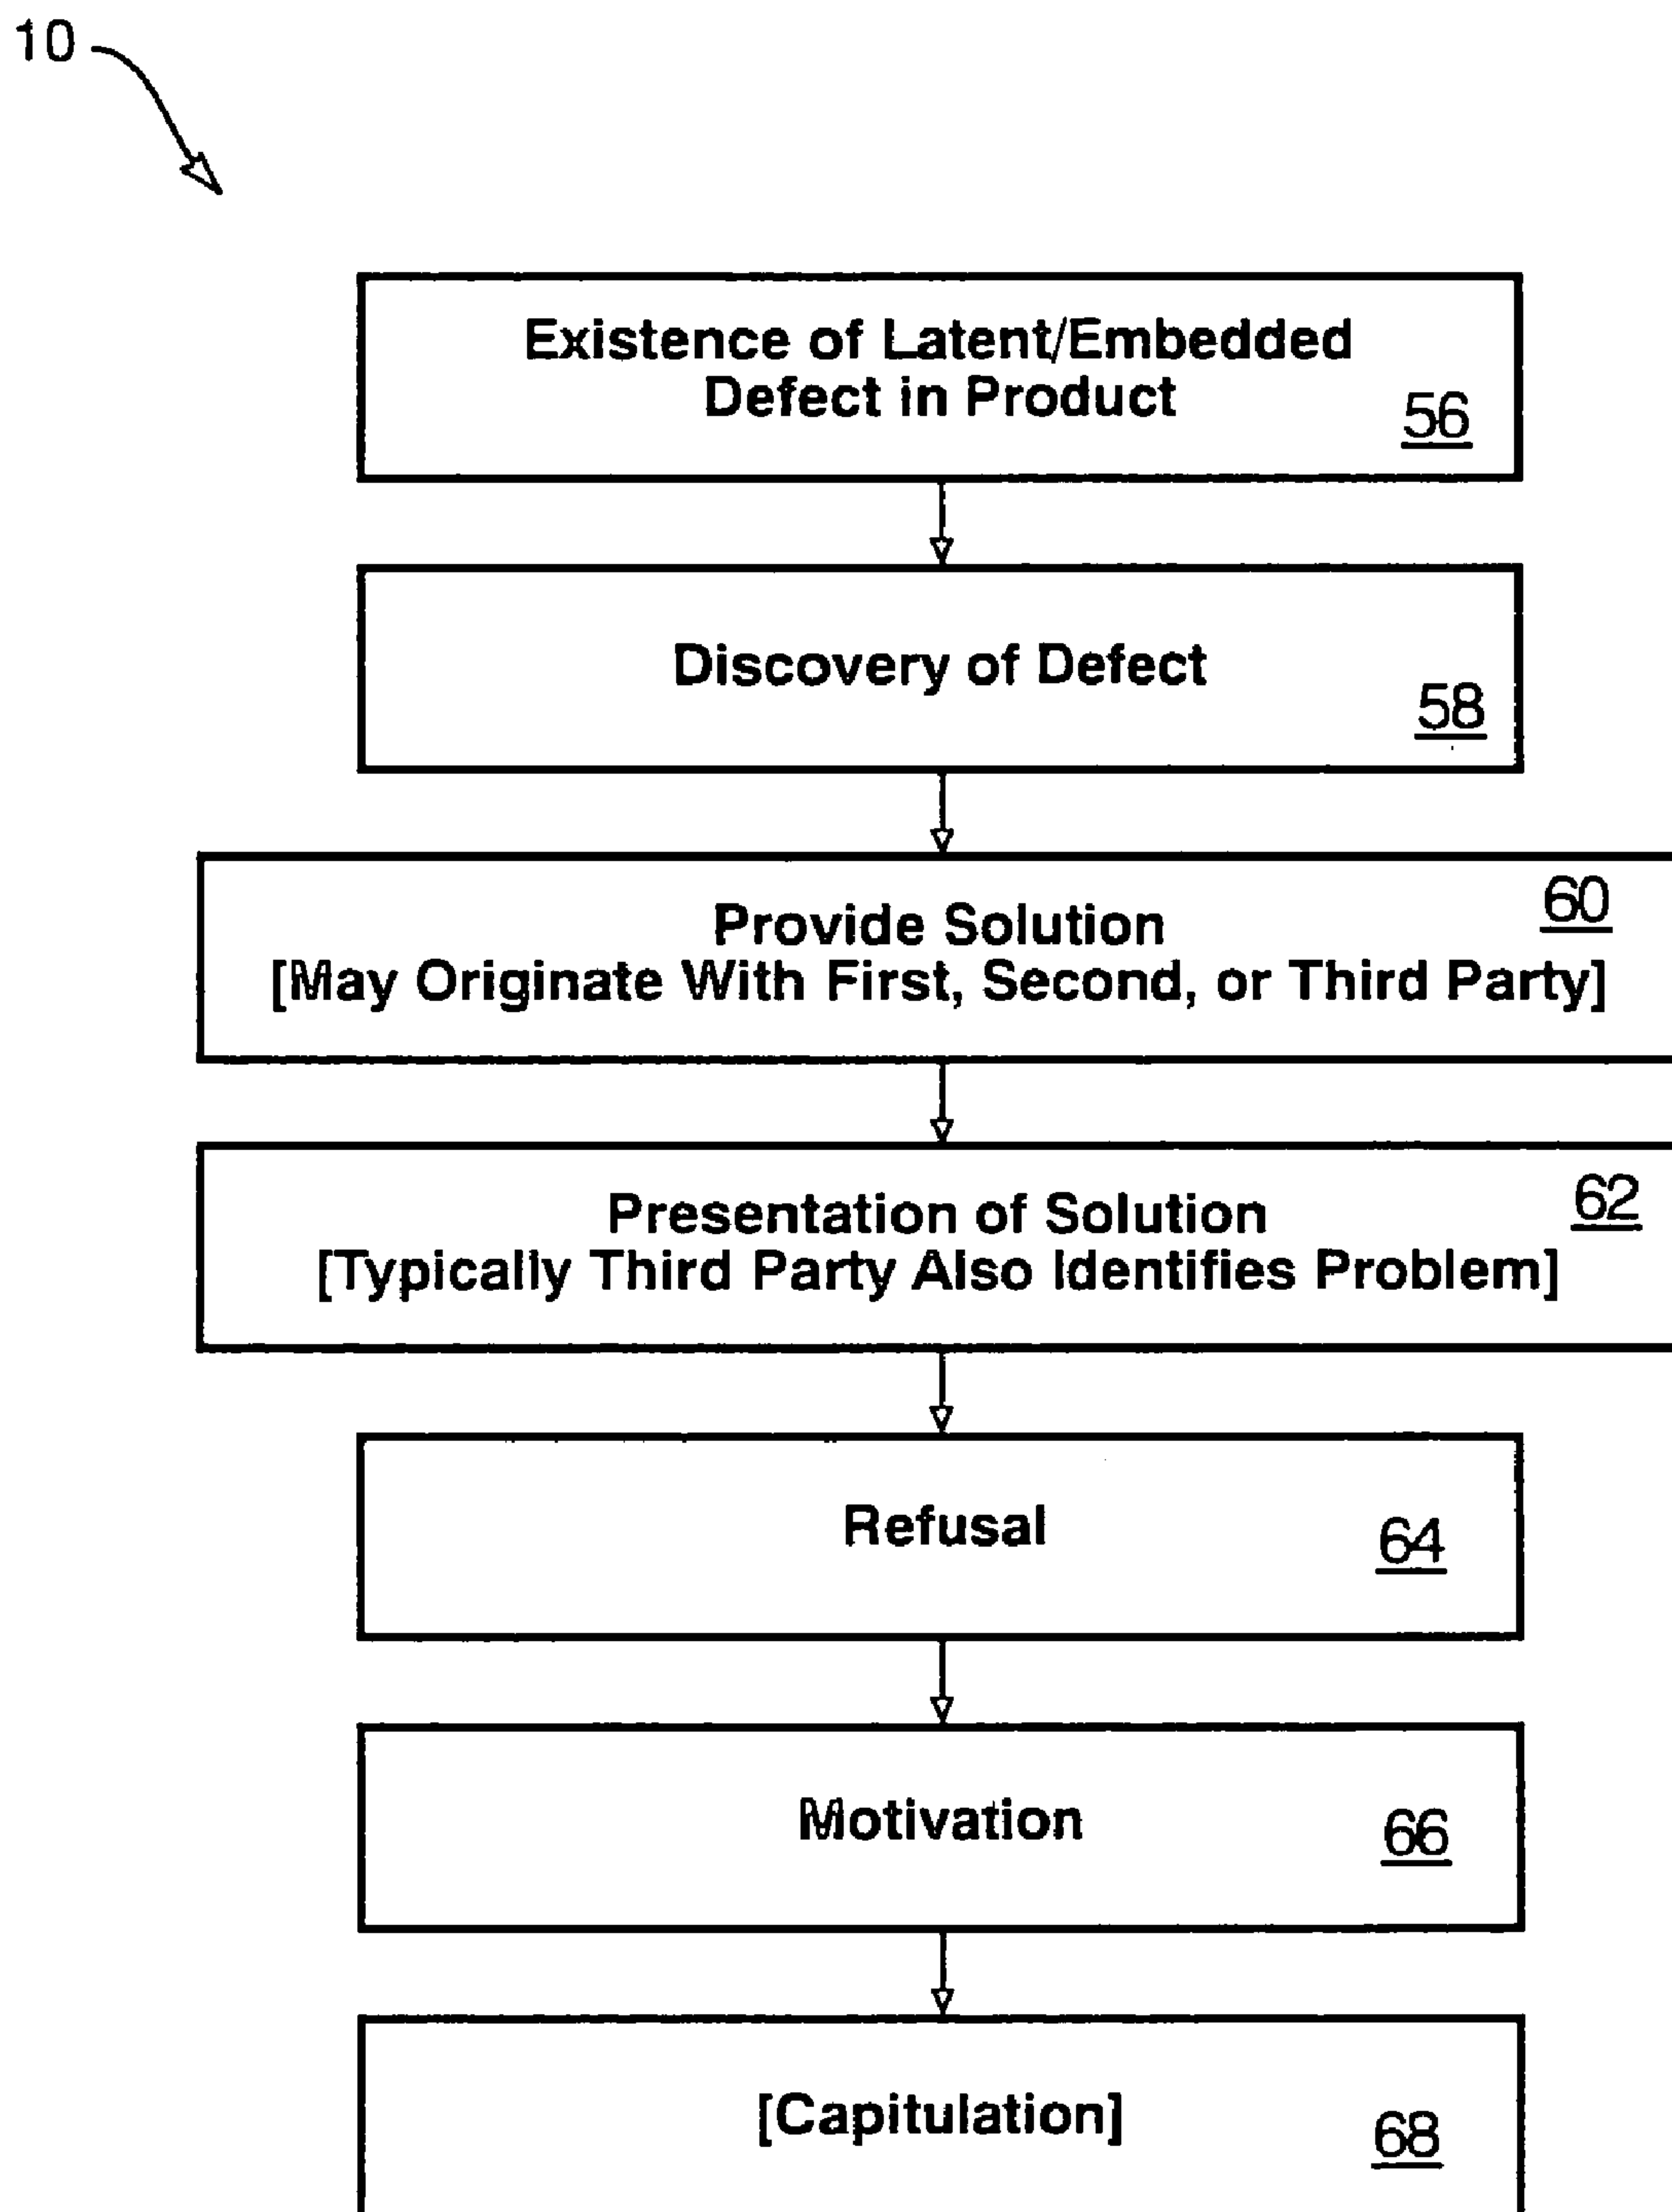 10
Existence of Latent/Embedded
Defect in Product
56
Discovery of Defect
58
60
Provide Solution
[May Originate With First, Second, or Third Party]
62
Presentation of Solution
[Typically Third Party Also Identifies Problem]
Refusal
64
Motivation
66
[Capitulation]
68